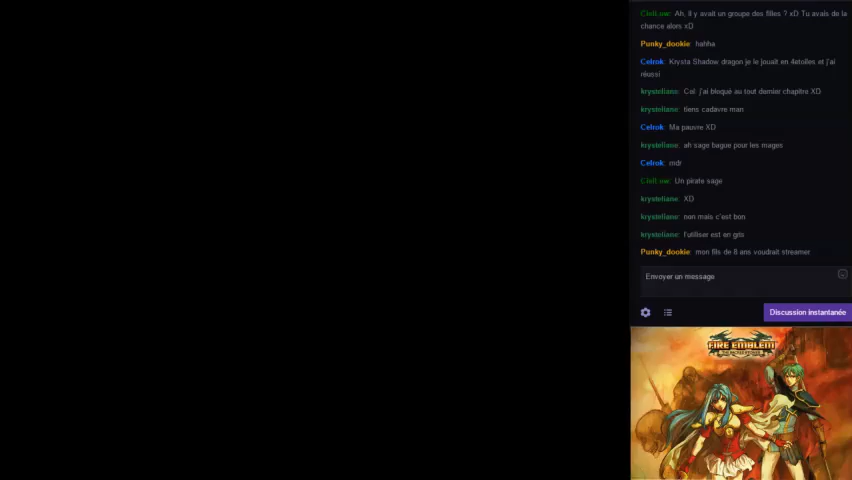 Ah, il y avait un groupe des filles ? xD Tu avais de la
chance alors xD
Punky_dookie: hahha
Celrok: Krysta Shadow dragon je le jouait en 4etoiles et j'ai
réussi
krysteliane: Cel j'ai bloqué au tout dernier chapitre XD
krysteliane: tiens cadavre man
Celrok: Ma pauvre XD
krysteliane: ah sage bague pour les mages
Celrok: mdr
Un pirate sage
krysteliane: XD
krysteliane: non mais c'est bon
krysteliane: l'utiliser est en gris
Punky_dookie: mon fils de 8 ans voudrait streamer
Envoyer un message
Discussion instantanée
FIRE EMBLEM
THE SACRED STONES